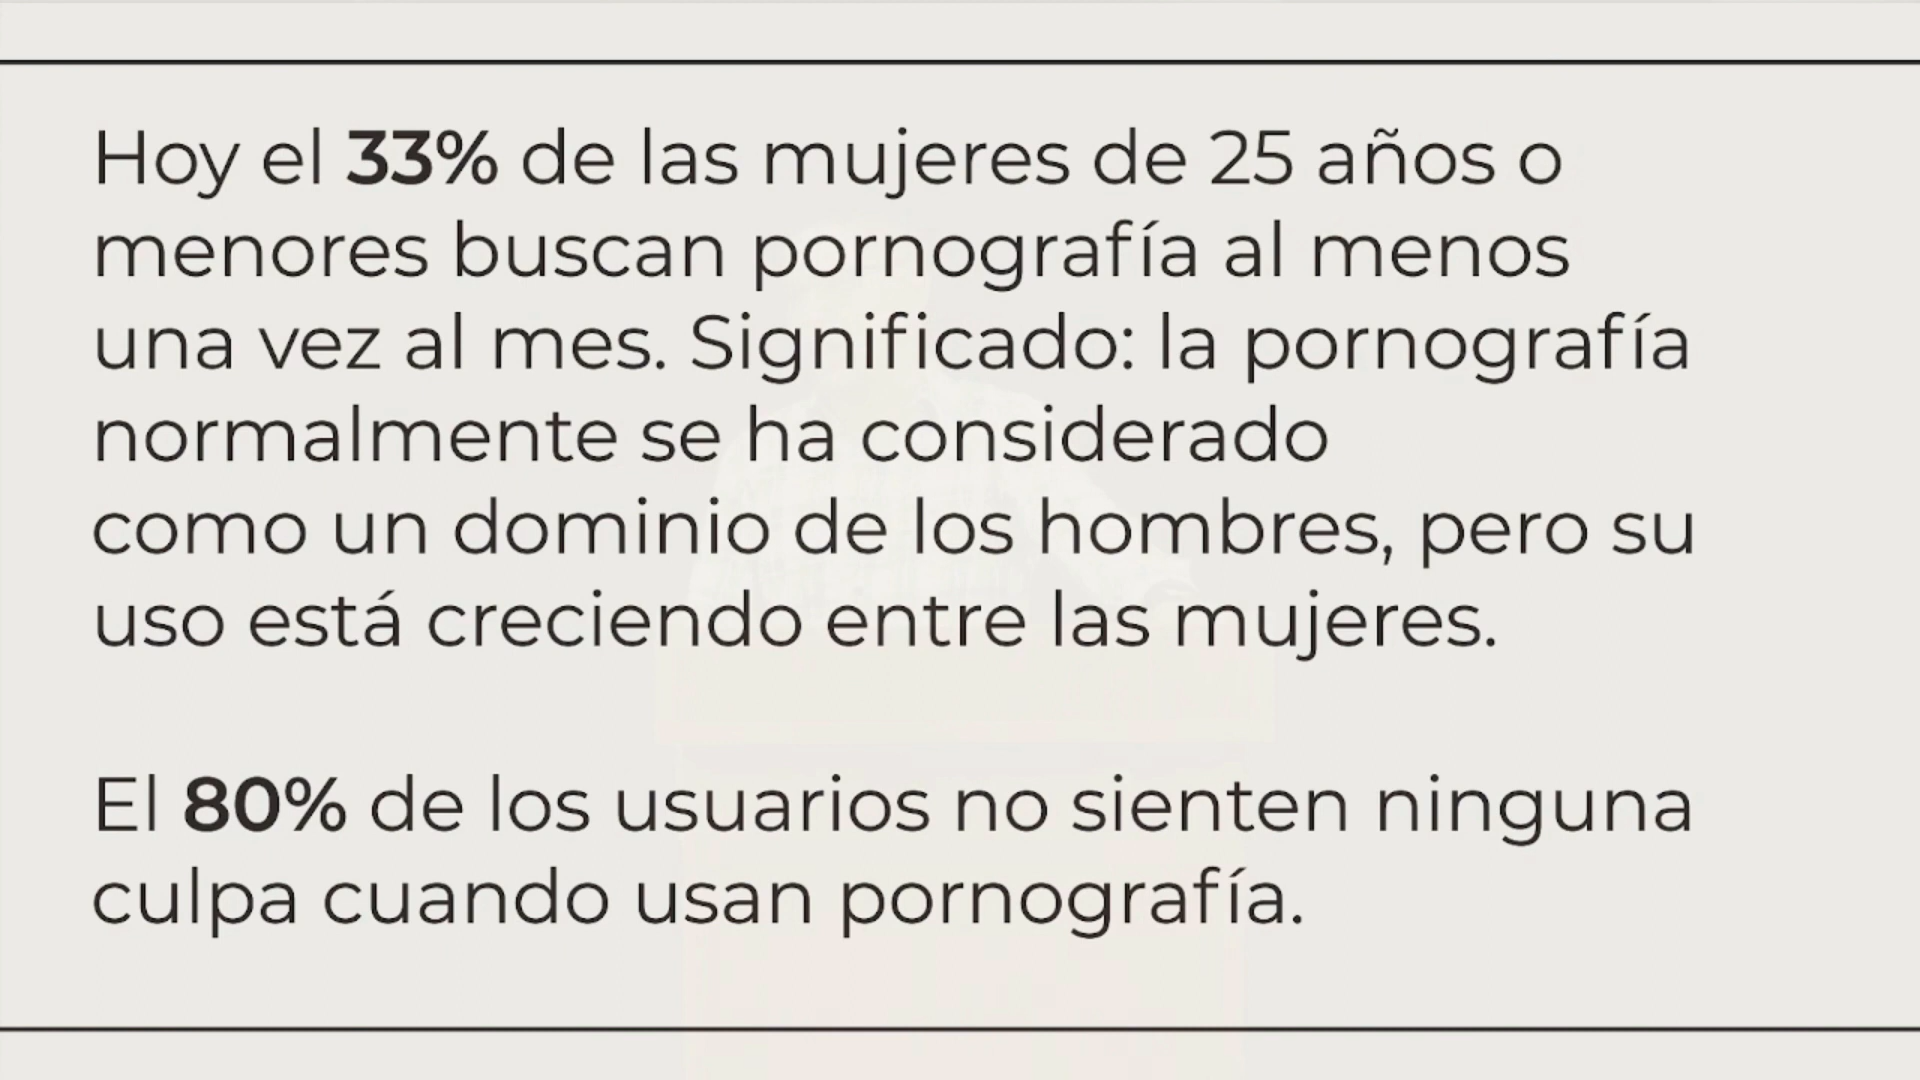 Hoy el 33% de las mujeres de 25 años o
menores buscan pornografía al menos
una vez al mes. Significado: la pornografía
normalmente se ha considerado
como un dominio de los hombres, pero su
uso está creciendo entre las mujeres.
El 80% de los usuarios no sienten ninguna
culpa cuando usan pornografía.